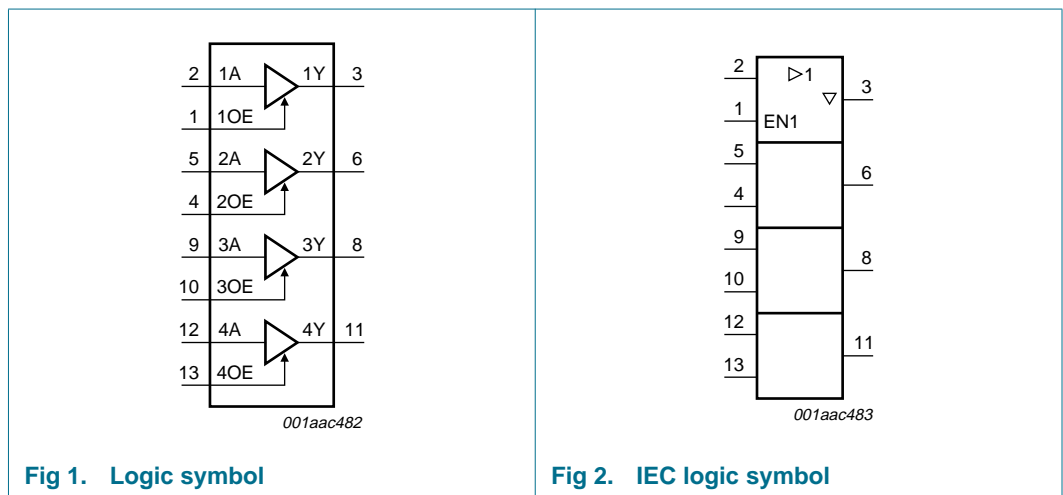 2 1A 1Y 3
1 1OE
5 2A 2Y 6
4 2OE
9 3A 3Y 8
10 3OE
12 4A 4Y 11
13 4OE
001aac482
Fig 1. Logic symbol
2 ▷1
▽ 3
1 EN1
5
6
4
9
8
10
12
11
13
001aac483
Fig 2. IEC logic symbol